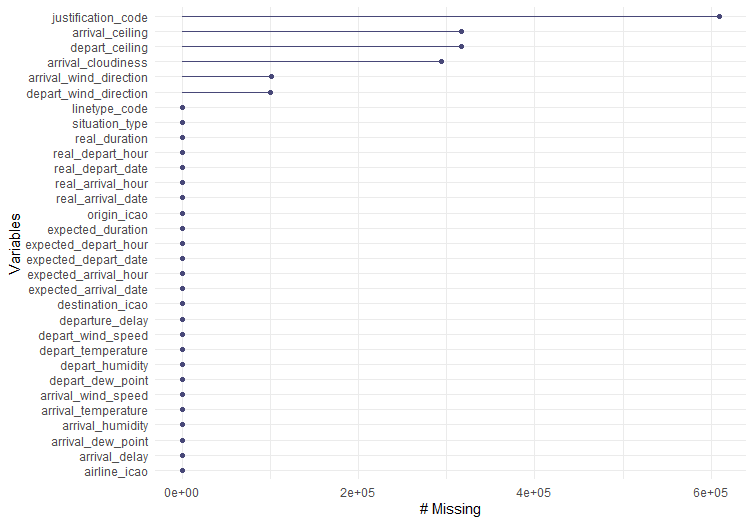 justification_code
arrival_ceiling
depart_ceiling
arrival_cloudiness
arrival_wind_direction
depart_wind_direction
linetype_code
situation_type
real_duration
real_depart_hour
real_depart_date
real_arrival_hour
real_arrival_date
origin_icao
expected_duration
expected_depart_hour
expected_depart_date
expected_arrival_hour
expected_arrival_date
destination_icao
departure_delay
depart_wind_speed
depart_temperature
depart_humidity
depart_dew_point
arrival_wind_speed
arrival_temperature
arrival_humidity
arrival_dew_point
arrival_delay
airline_icao
Variables
0e+00 2e+05 4e+05 6e+05
# Missing